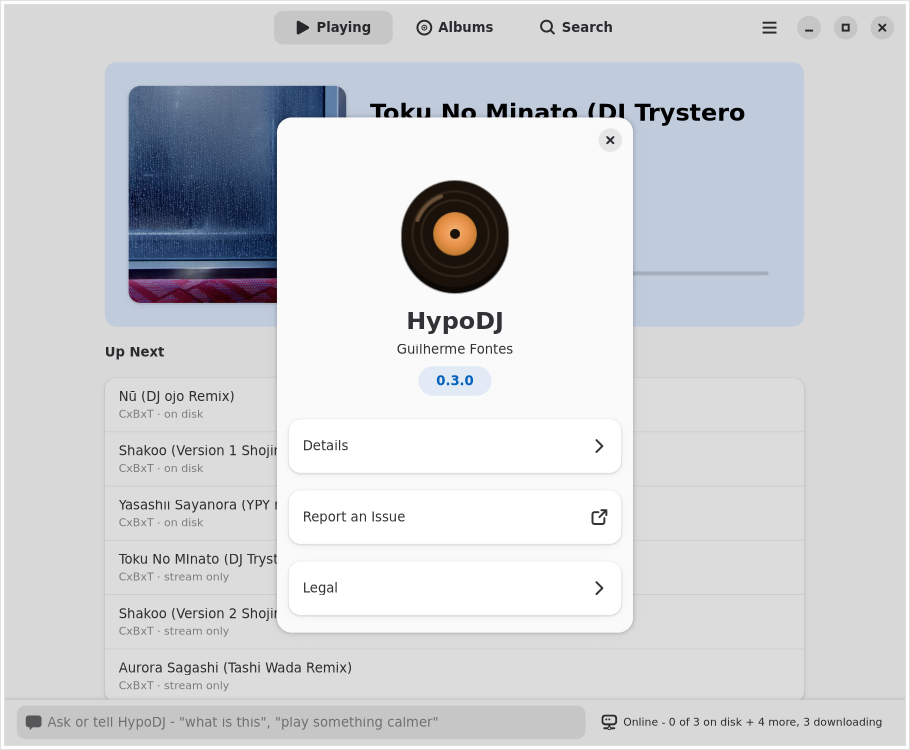 Playing
Albums
Search
Toku No Minato (DJ Trystero
HypoDJ
Guilherme Fontes
0.3.0
Details
Report an Issue
Legal
Up Next
Nū (DJ ojo Remix)
CxBxT · on disk
Shakoo (Version 1 Shojin
CxBxT · on disk
Yasashii Sayanora (YPY
CxBxT · on disk
Toku No MInato (DJ Tryst
CxBxT · stream only
Shakoo (Version 2 Shojin
CxBxT · stream only
Aurora Sagashi (Tashi Wada Remix)
CxBxT · stream only
Ask or tell HypoDJ - "what is this", "play something calmer"
Online - 0 of 3 on disk + 4 more, 3 downloading